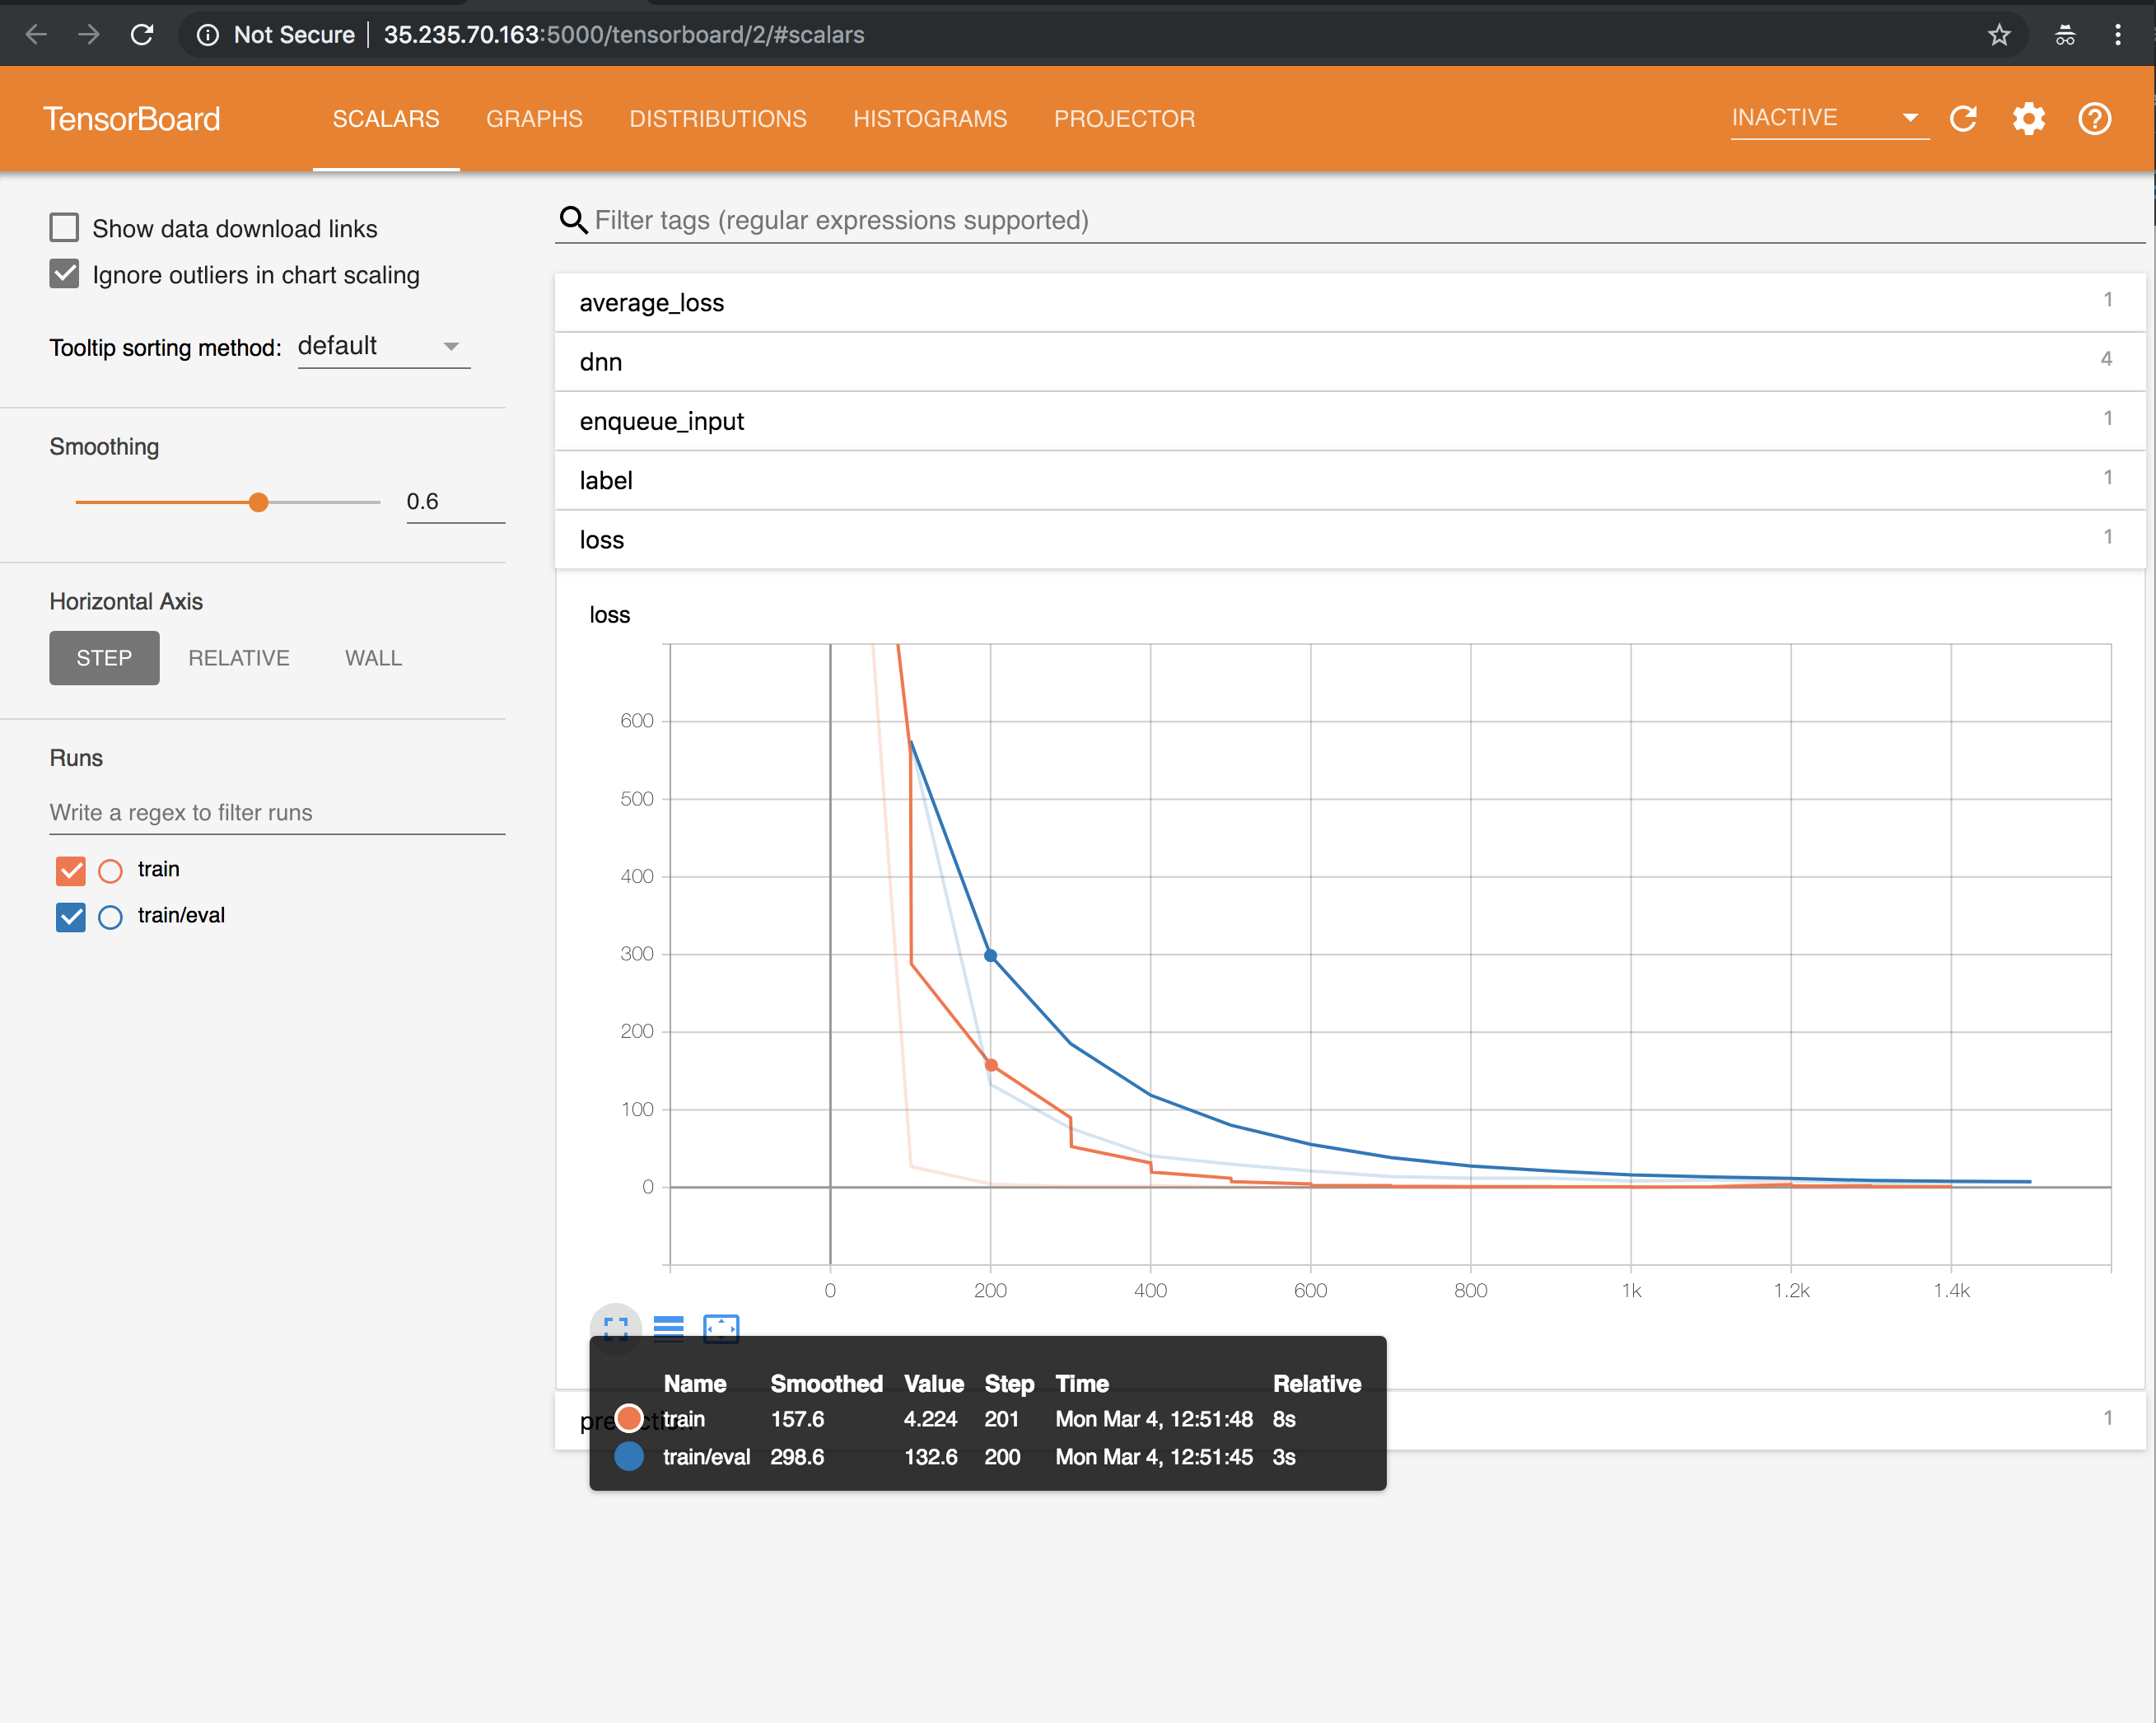 Not Secure | 35.235.70.163:5000/tensorboard/2/#scalars
TensorBoard SCALARS GRAPHS DISTRIBUTIONS HISTOGRAMS PROJECTOR INACTIVE
Show data download links
Ignore outliers in chart scaling
Tooltip sorting method: default
Smoothing
0.6
Horizontal Axis
STEP RELATIVE WALL
Runs
Write a regex to filter runs
train
train/eval
Filter tags (regular expressions supported)
average_loss 1
dnn 4
enqueue_input 1
label 1
loss 1
loss
600
500
400
300
200
100
0
0 200 400 600 800 1k 1.2k 1.4k
prediction 1
Name Smoothed Value Step Time Relative
train 157.6 4.224 201 Mon Mar 4, 12:51:48 8s
train/eval 298.6 132.6 200 Mon Mar 4, 12:51:45 3s